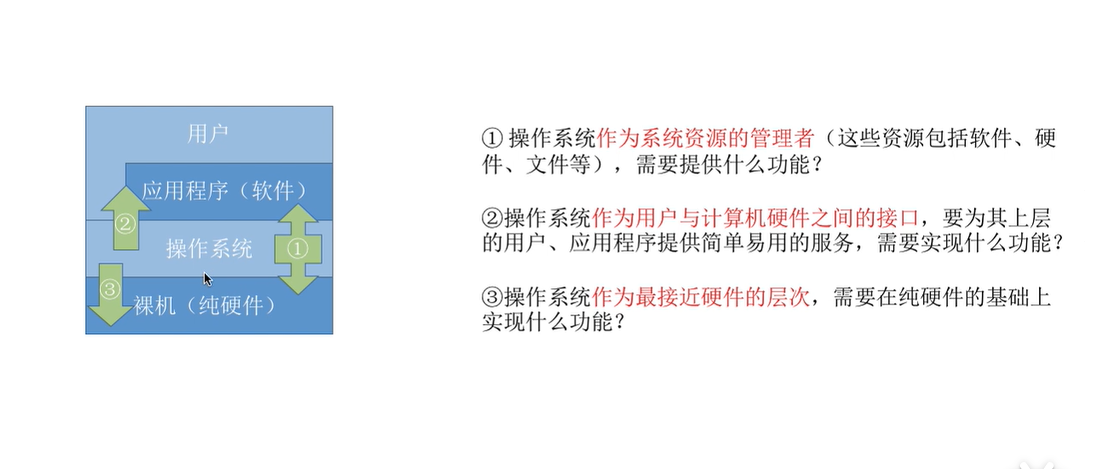 用户
应用程序（软件）
②
操作系统
①
③
裸机（纯硬件）
① 操作系统作为系统资源的管理者（这些资源包括软件、硬
件、文件等），需要提供什么功能？
②操作系统作为用户与计算机硬件之间的接口，要为其上层
的用户、应用程序提供简单易用的服务，需要实现什么功能？
③操作系统作为最接近硬件的层次，需要在纯硬件的基础上
实现什么功能？